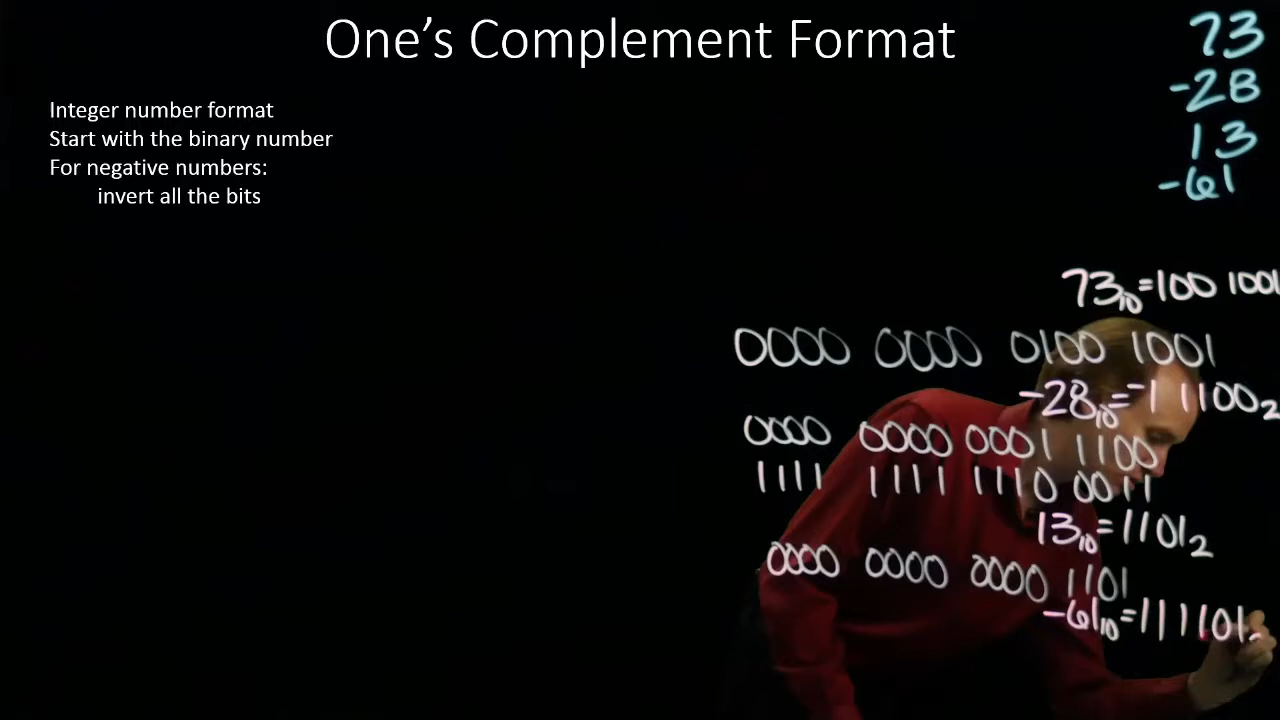 One's Complement Format
73
-28
13
-61
Integer number format
Start with the binary number
For negative numbers:
invert all the bits
73₁₀=100 1001
0000 0000 0100 1001
-28₁₀=-1 1100₂
0000 0000 0001 1100
1111 1111 1110 0011
13₁₀=1101₂
0000 0000 0000 1101
-61₁₀=111101₂